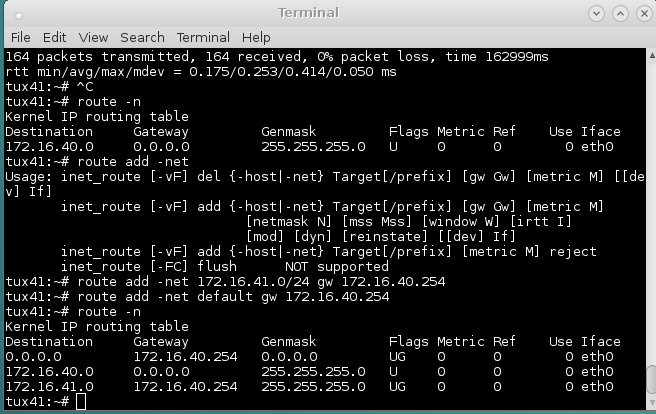 Terminal
File Edit View Search Terminal Help
164 packets transmitted, 164 received, 0% packet loss, time 162999ms
rtt min/avg/max/mdev = 0.175/0.253/0.414/0.050 ms
tux41:~# ^C
tux41:~# route -n
Kernel IP routing table
Destination     Gateway         Genmask         Flags Metric Ref    Use Iface
172.16.40.0     0.0.0.0         255.255.255.0   U     0      0        0 eth0
tux41:~# route add -net
Usage: inet_route [-vF] del {-host|-net} Target[/prefix] [gw Gw] [metric M] [[de
v] If]
       inet_route [-vF] add {-host|-net} Target[/prefix] [gw Gw] [metric M]
                              [netmask N] [mss Mss] [window W] [irtt I]
                              [mod] [dyn] [reinstate] [[dev] If]
       inet_route [-vF] add {-host|-net} Target[/prefix] [metric M] reject
       inet_route [-FC] flush      NOT supported
tux41:~# route add -net 172.16.41.0/24 gw 172.16.40.254
tux41:~# route add -net default gw 172.16.40.254
tux41:~# route -n
Kernel IP routing table
Destination     Gateway         Genmask         Flags Metric Ref    Use Iface
0.0.0.0         172.16.40.254   0.0.0.0         UG    0      0        0 eth0
172.16.40.0     0.0.0.0         255.255.255.0   U     0      0        0 eth0
172.16.41.0     172.16.40.254   255.255.255.0   UG    0      0        0 eth0
tux41:~#